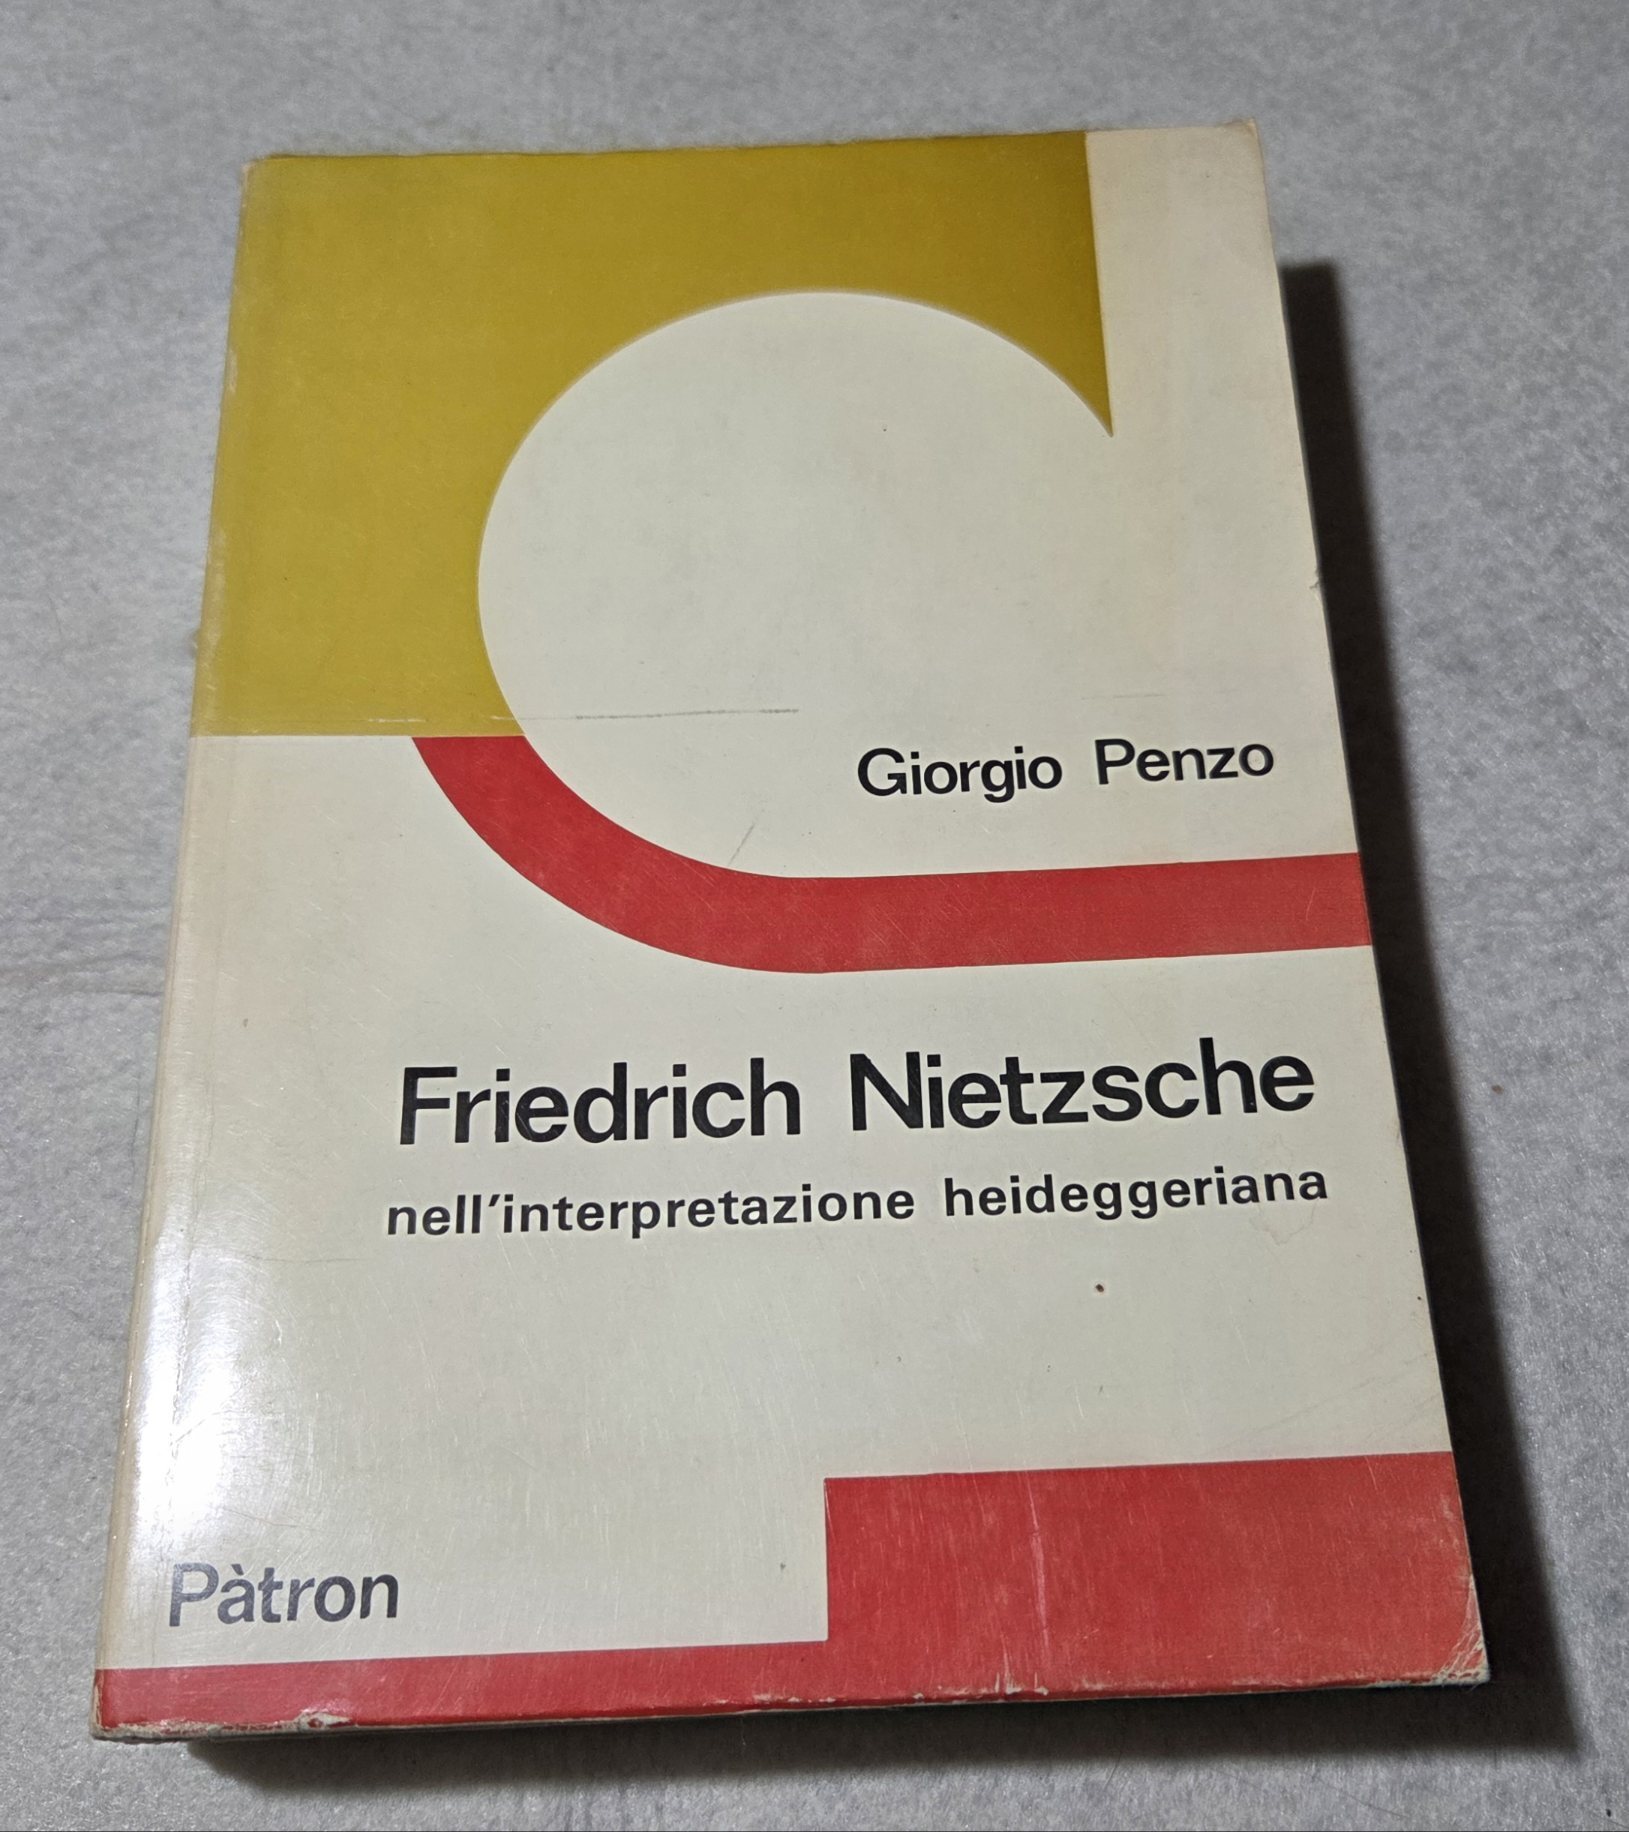 Giorgio Penzo
Friedrich Nietzsche
nell'interpretazione heideggeriana
Pàtron